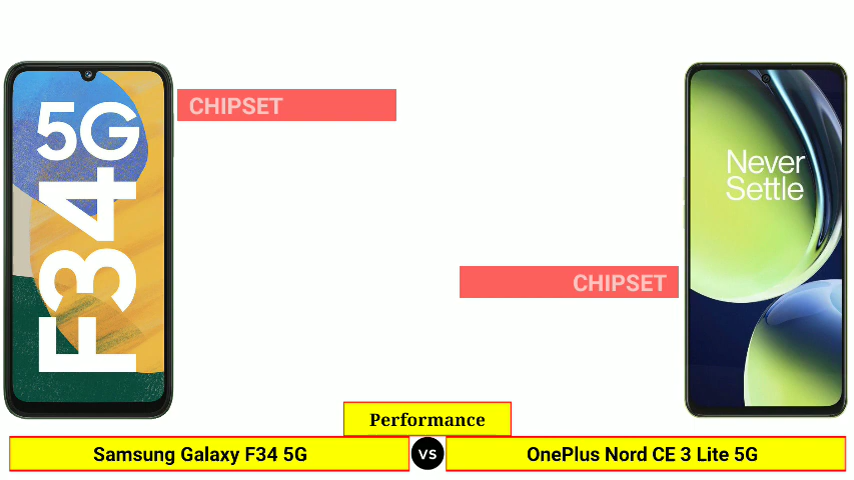 5G
F34
CHIPSET
Never
Settle
CHIPSET
Performance
Samsung Galaxy F34 5G
VS
OnePlus Nord CE 3 Lite 5G